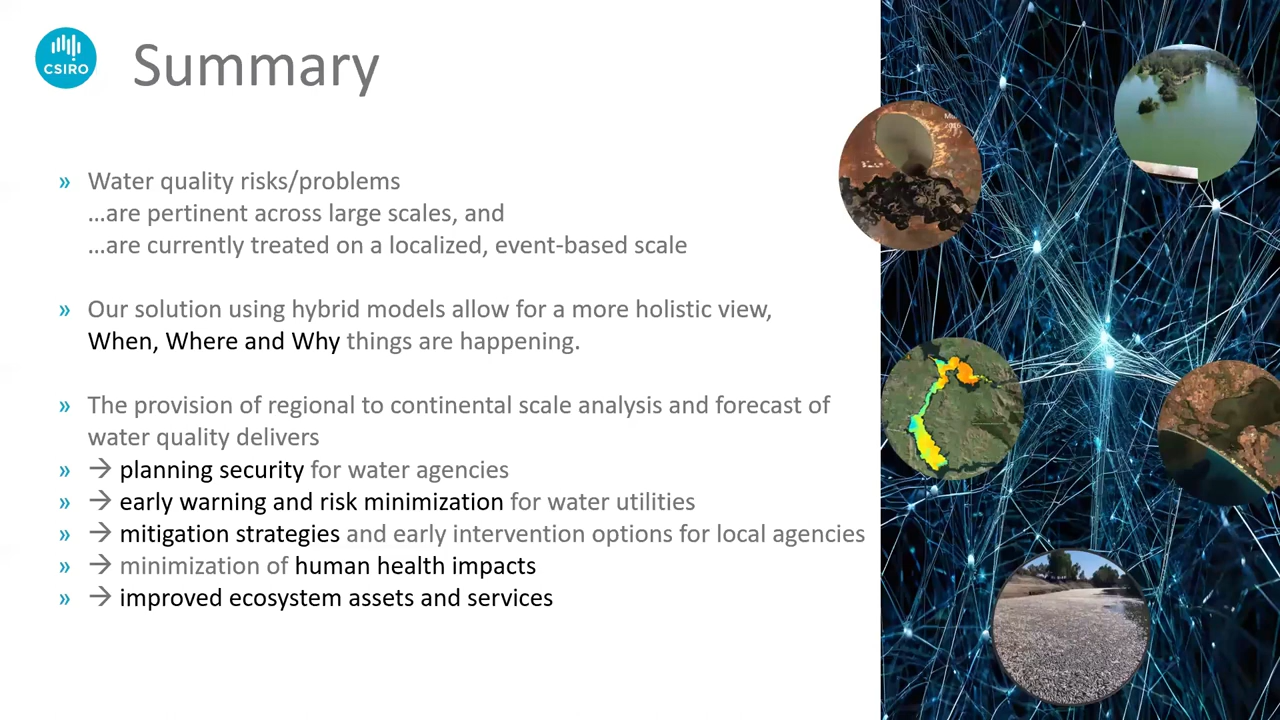 CSIRO
Summary
» Water quality risks/problems
...are pertinent across large scales, and
...are currently treated on a localized, event-based scale
» Our solution using hybrid models allow for a more holistic view,
When, Where and Why things are happening.
» The provision of regional to continental scale analysis and forecast of
water quality delivers
» → planning security for water agencies
» → early warning and risk minimization for water utilities
» → mitigation strategies and early intervention options for local agencies
» → minimization of human health impacts
» → improved ecosystem assets and services